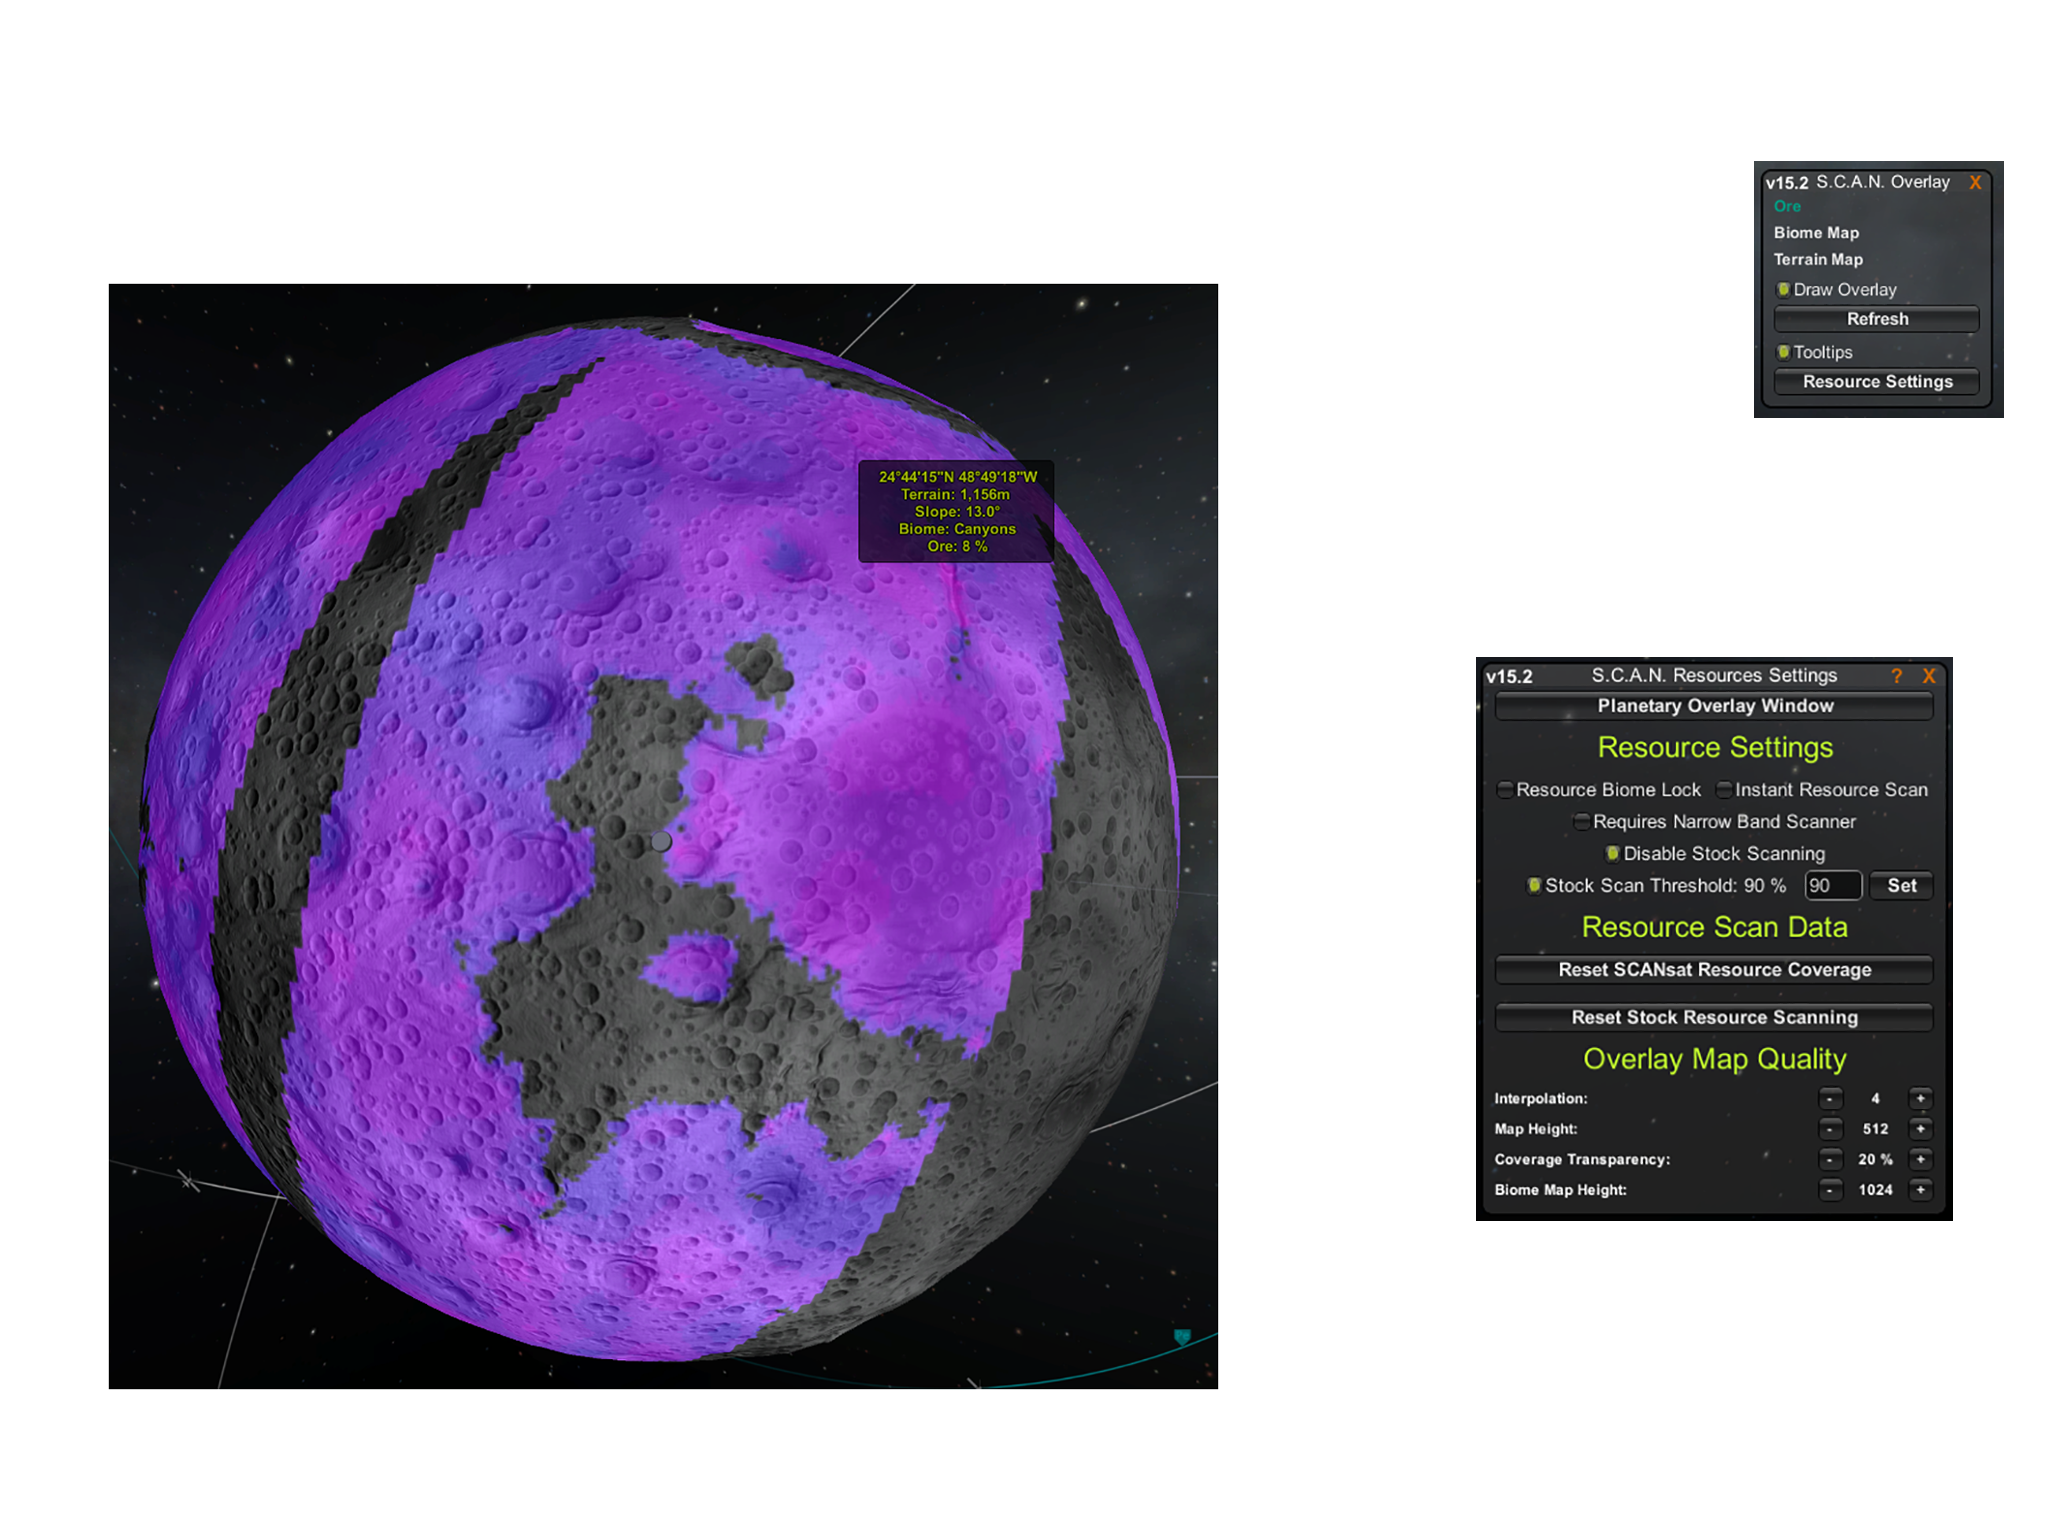 v15.2 S.C.A.N. Overlay X
Ore
Biome Map
Terrain Map
Draw Overlay
Refresh
Tooltips
Resource Settings
24°44'15"N 48°49'18"W
Terrain: 1,156m
Slope: 13.0°
Biome: Canyons
Ore: 8 %
v15.2 S.C.A.N. Resources Settings ? X
Planetary Overlay Window
Resource Settings
Resource Biome Lock Instant Resource Scan
Requires Narrow Band Scanner
Disable Stock Scanning
Stock Scan Threshold: 90 % 90 Set
Resource Scan Data
Reset SCANsat Resource Coverage
Reset Stock Resource Scanning
Overlay Map Quality
Interpolation: - 4 +
Map Height: - 512 +
Coverage Transparency: - 20 % +
Biome Map Height: - 1024 +